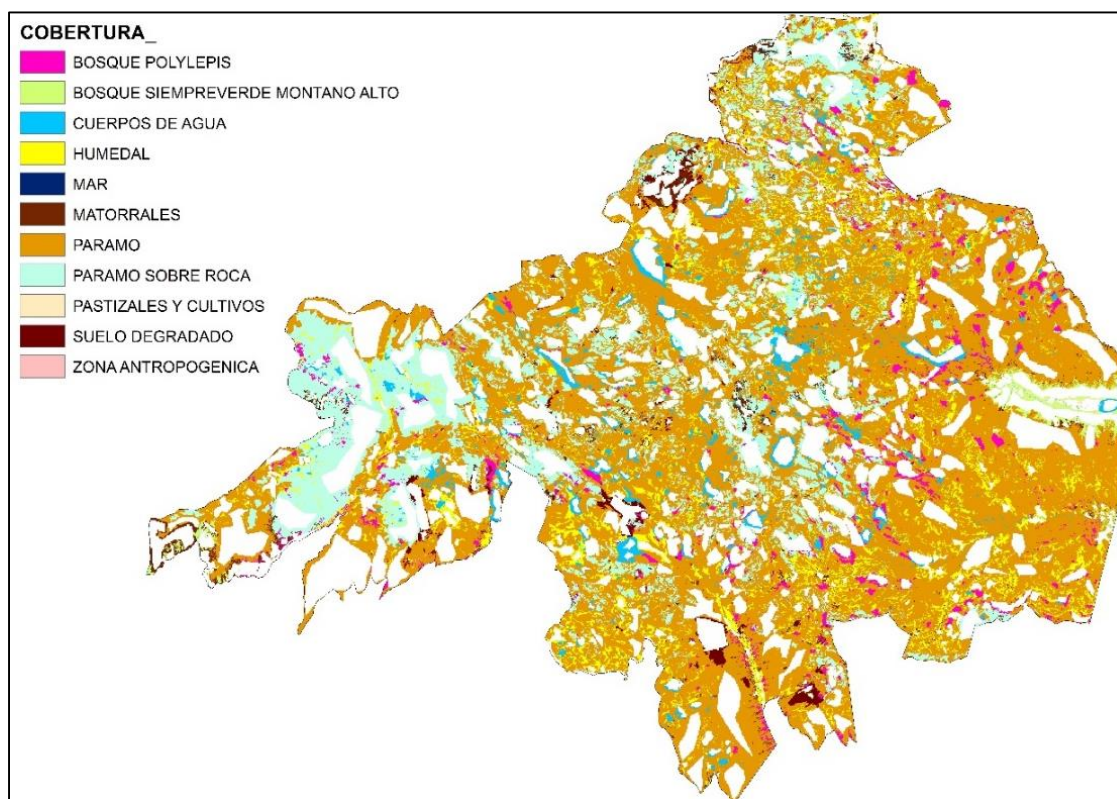 COBERTURA_
BOSQUE POLYLEPIS
BOSQUE SIEMPREVERDE MONTANO ALTO
CUERPOS DE AGUA
HUMEDAL
MAR
MATORRALES
PARAMO
PARAMO SOBRE ROCA
PASTIZALES Y CULTIVOS
SUELO DEGRADADO
ZONA ANTROPOGENICA